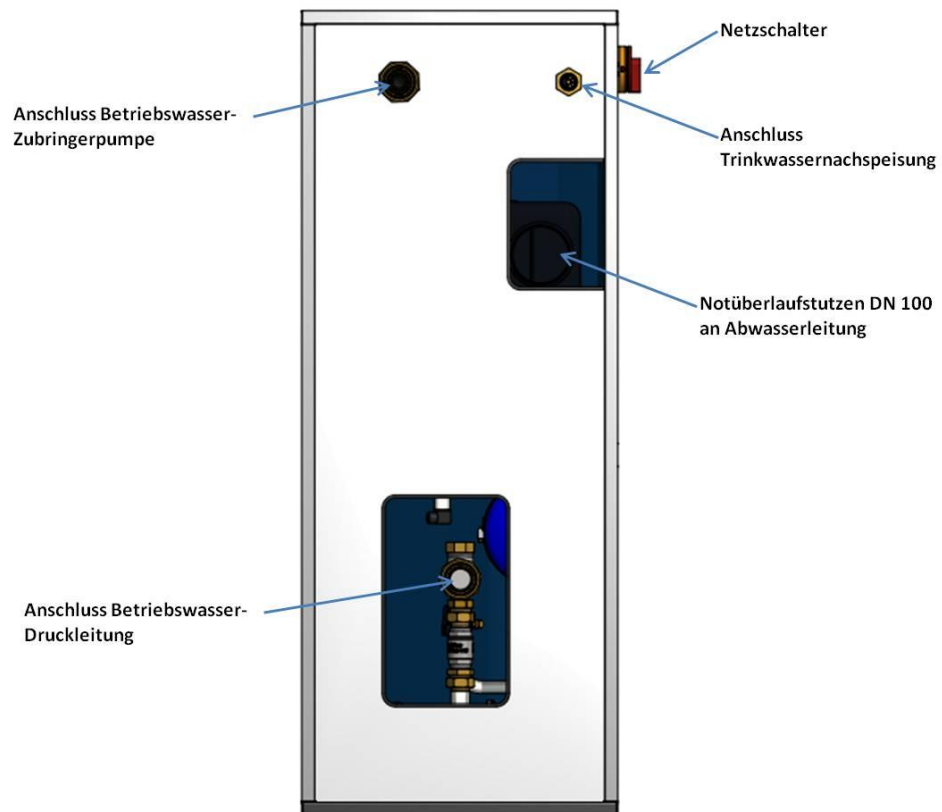 Netzschalter
Anschluss Betriebswasser-
Zubringerpumpe
Anschluss
Trinkwassernachspeisung
Notüberlaufstutzen DN 100
an Abwasserleitung
Anschluss Betriebswasser-
Druckleitung